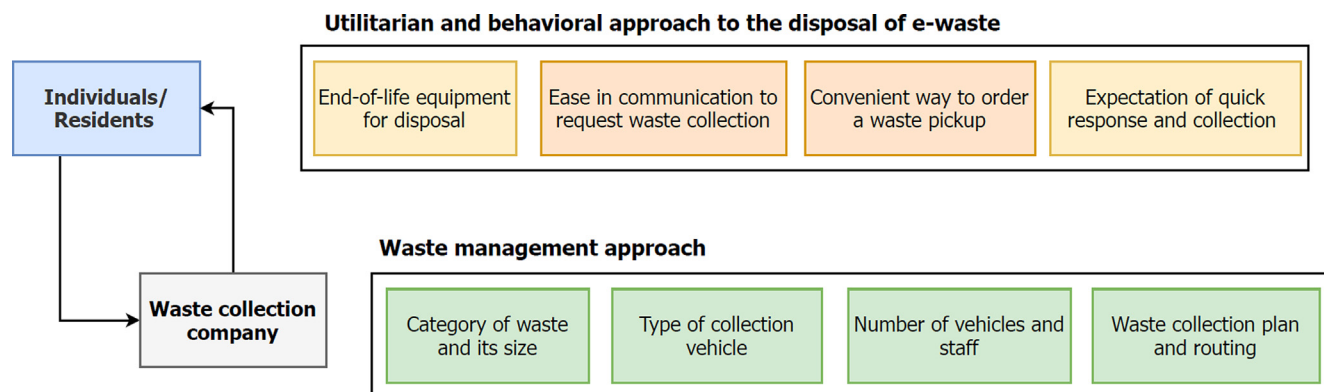 Utilitarian and behavioral approach to the disposal of e-waste
Individuals/
Residents
End-of-life equipment
for disposal
Ease in communication to
request waste collection
Convenient way to order
a waste pickup
Expectation of quick
response and collection
Waste management approach
Waste collection
company
Category of waste
and its size
Type of collection
vehicle
Number of vehicles and
staff
Waste collection plan
and routing